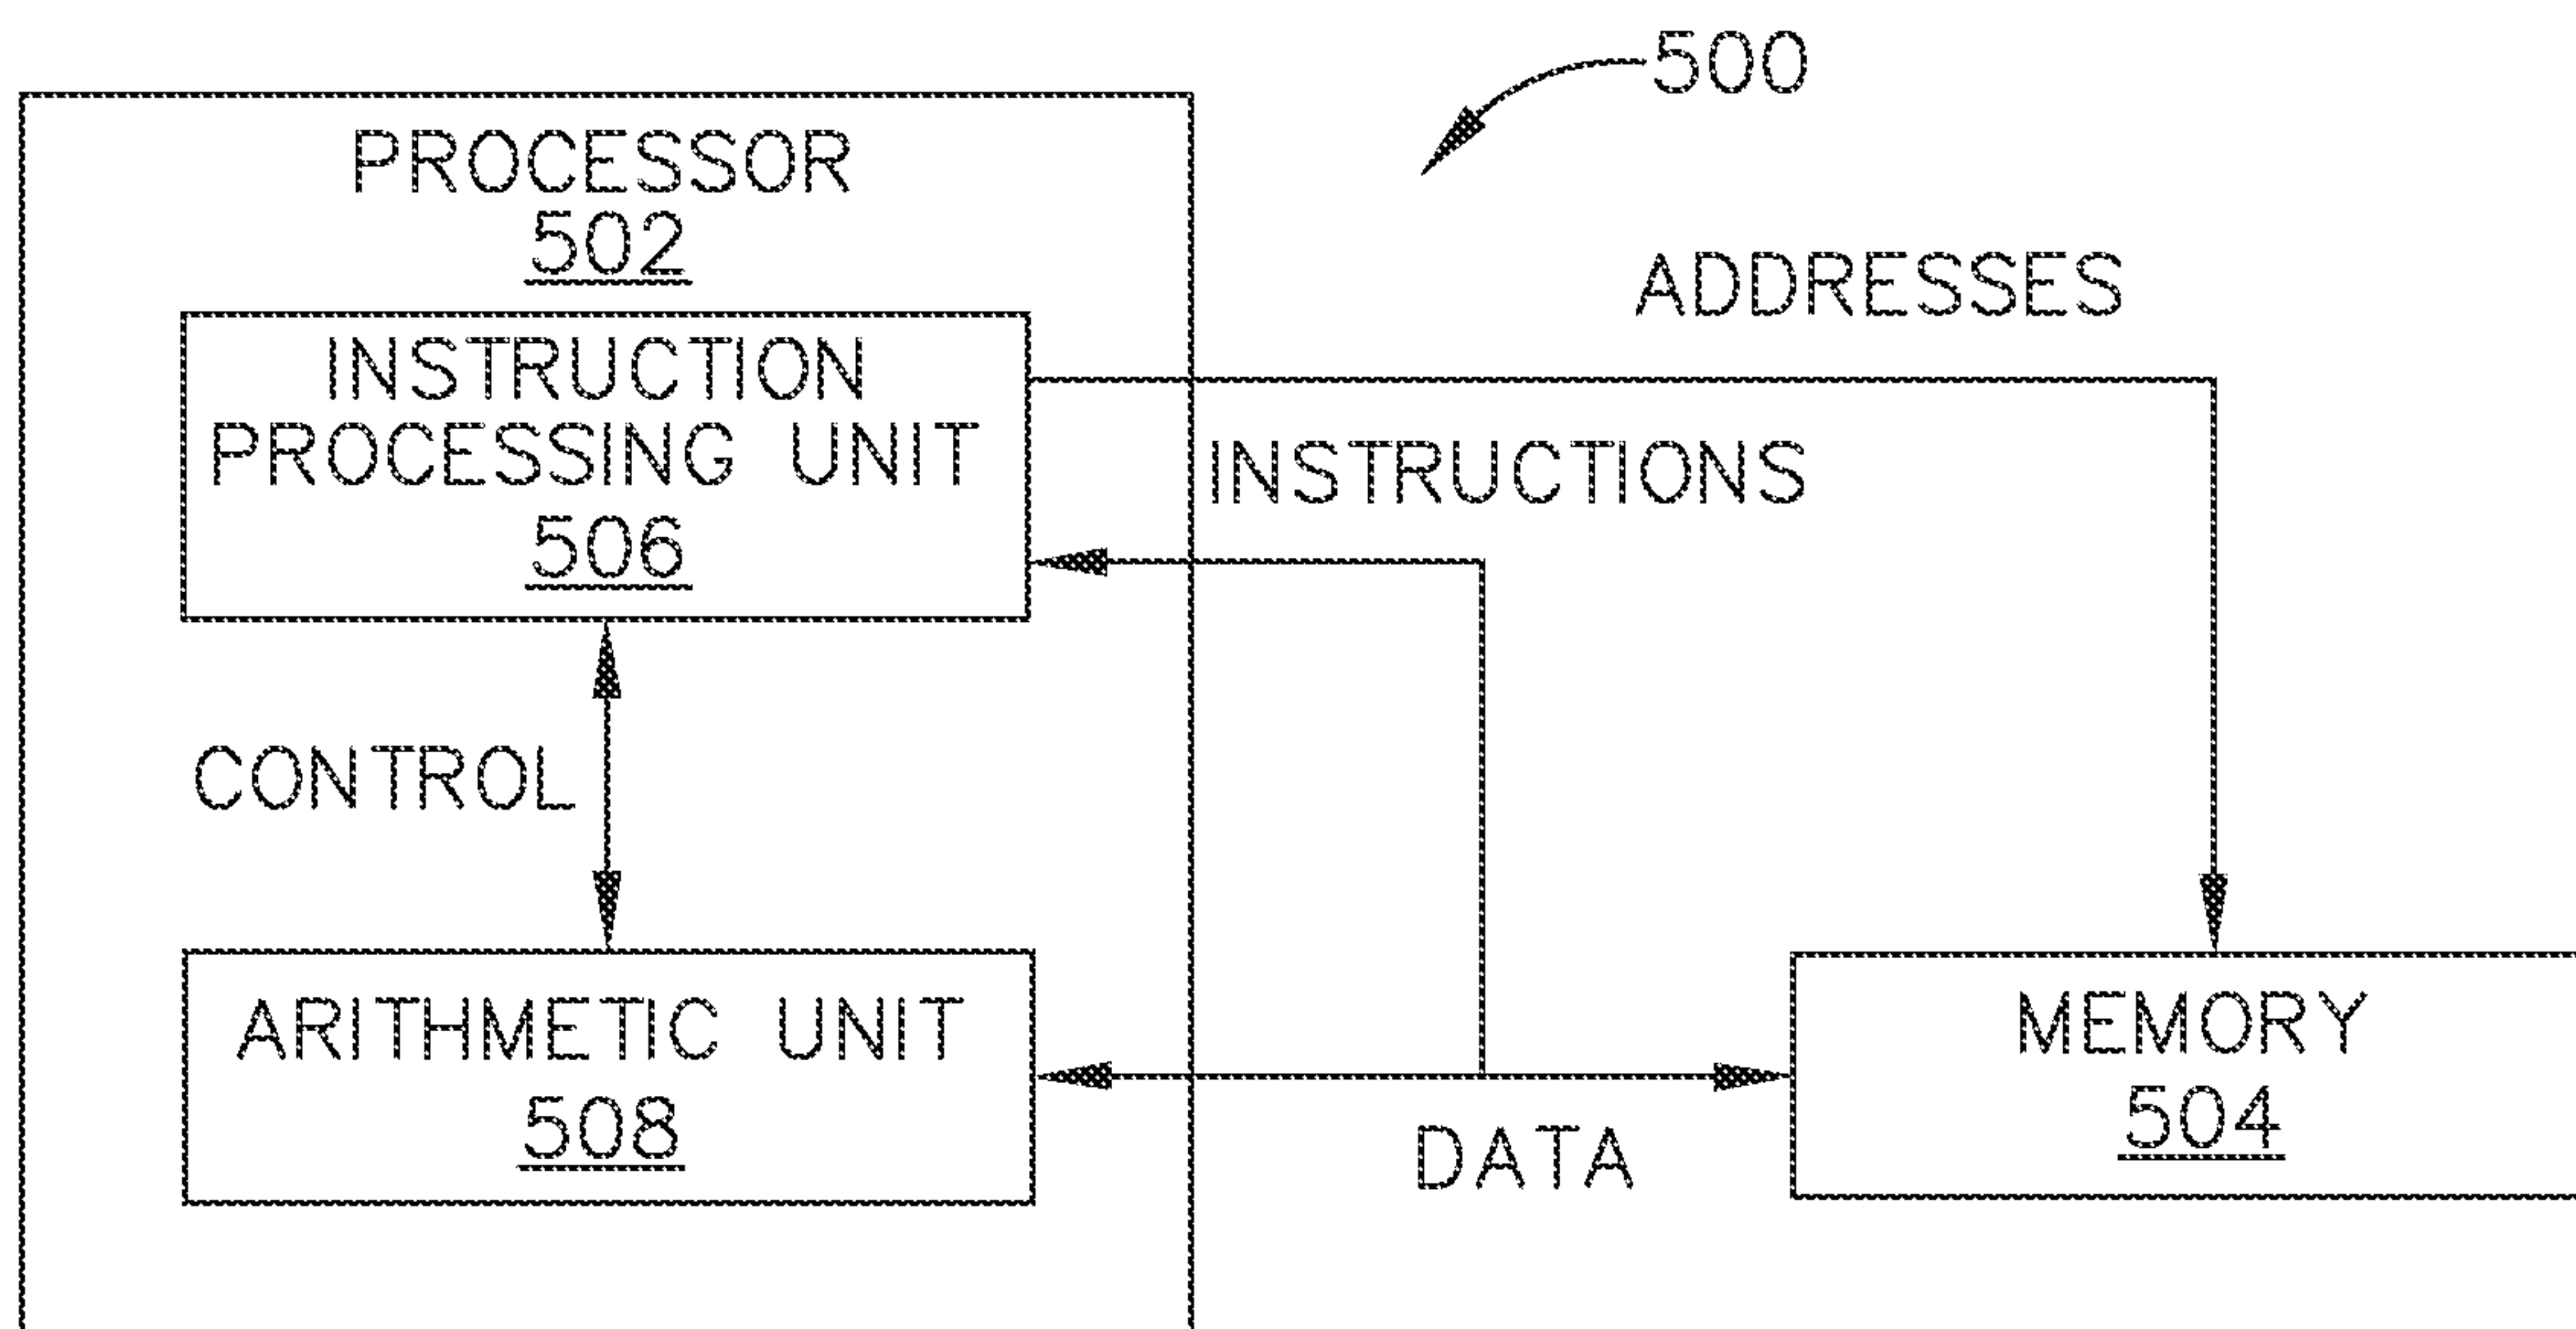 500
PROCESSOR
502
ADDRESSES
INSTRUCTION
PROCESSING UNIT
506
INSTRUCTIONS
CONTROL
ARITHMETIC UNIT
508
MEMORY
504
DATA